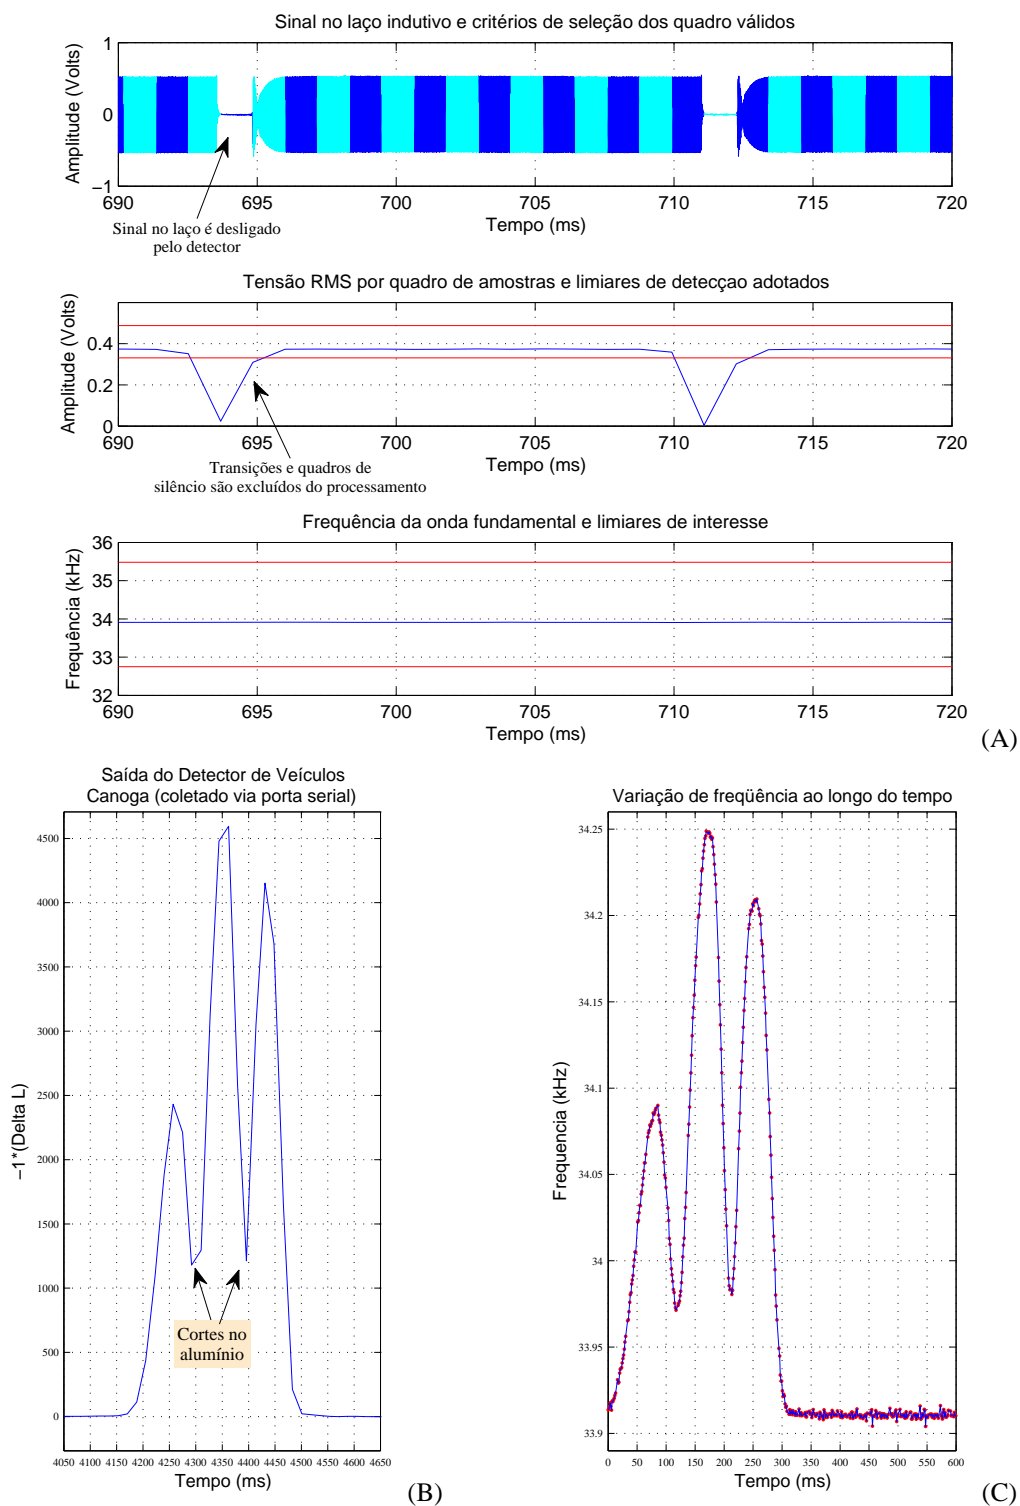 Sinal no laço indutivo e critérios de seleção dos quadro válidos
Amplitude (Volts)
1
0
−1
690
695
700
705
710
715
720
Tempo (ms)
Sinal no laço é desligado
pelo detector
Tensão RMS por quadro de amostras e limiares de detecçao adotados
Amplitude (Volts)
0.4
0.2
0
690
695
700
705
710
715
720
Tempo (ms)
Transições e quadros de
silêncio são excluídos do processamento
Frequência da onda fundamental e limiares de interesse
Frequência (kHz)
36
35
34
33
32
690
695
700
705
710
715
720
Tempo (ms)
(A)
Saída do Detector de Veículos
Canoga (coletado via porta serial)
−1*(Delta L)
4500
4000
3500
3000
2500
2000
1500
1000
500
0
Cortes no
alumínio
4050 4100 4150 4200 4250 4300 4350 4400 4450 4500 4550 4600 4650
Tempo (ms)
(B)
Variação de freqüência ao longo do tempo
Frequencia (kHz)
34.25
34.2
34.15
34.1
34.05
34
33.95
33.9
0 50 100 150 200 250 300 350 400 450 500 550 600
Tempo (ms)
(C)